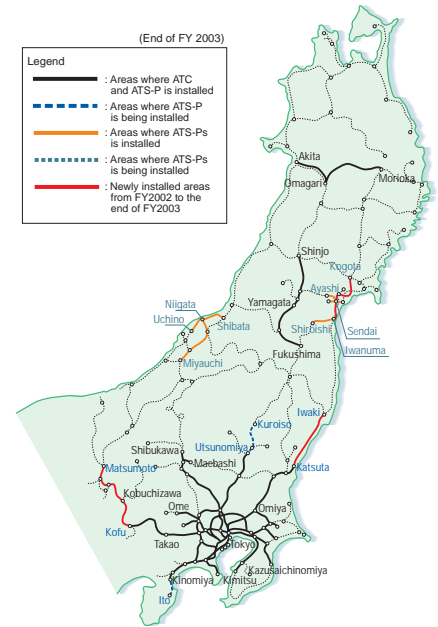 (End of FY 2003)
Legend
: Areas where ATC
and ATS-P is installed
: Areas where ATS-P
is being installed
: Areas where ATS-Ps
is installed
: Areas where ATS-Ps
is being installed
: Newly installed areas
from FY2002 to the
end of FY2003
Akita
Omagari
Morioka
Shinjo
Kogota
Ayashi
Niigata
Yamagata
Uchino
Shibata
Shiroishi
Sendai
Iwanuma
Miyauchi
Fukushima
Iwaki
Kuroiso
Shibukawa
Utsunomiya
Maebashi
Matsumoto
Katsuta
Kobuchizawa
Ome
Omiya
Kofu
Takao
Tokyo
Kazusaichinomiya
Kinomiya
Kimitsu
Ito